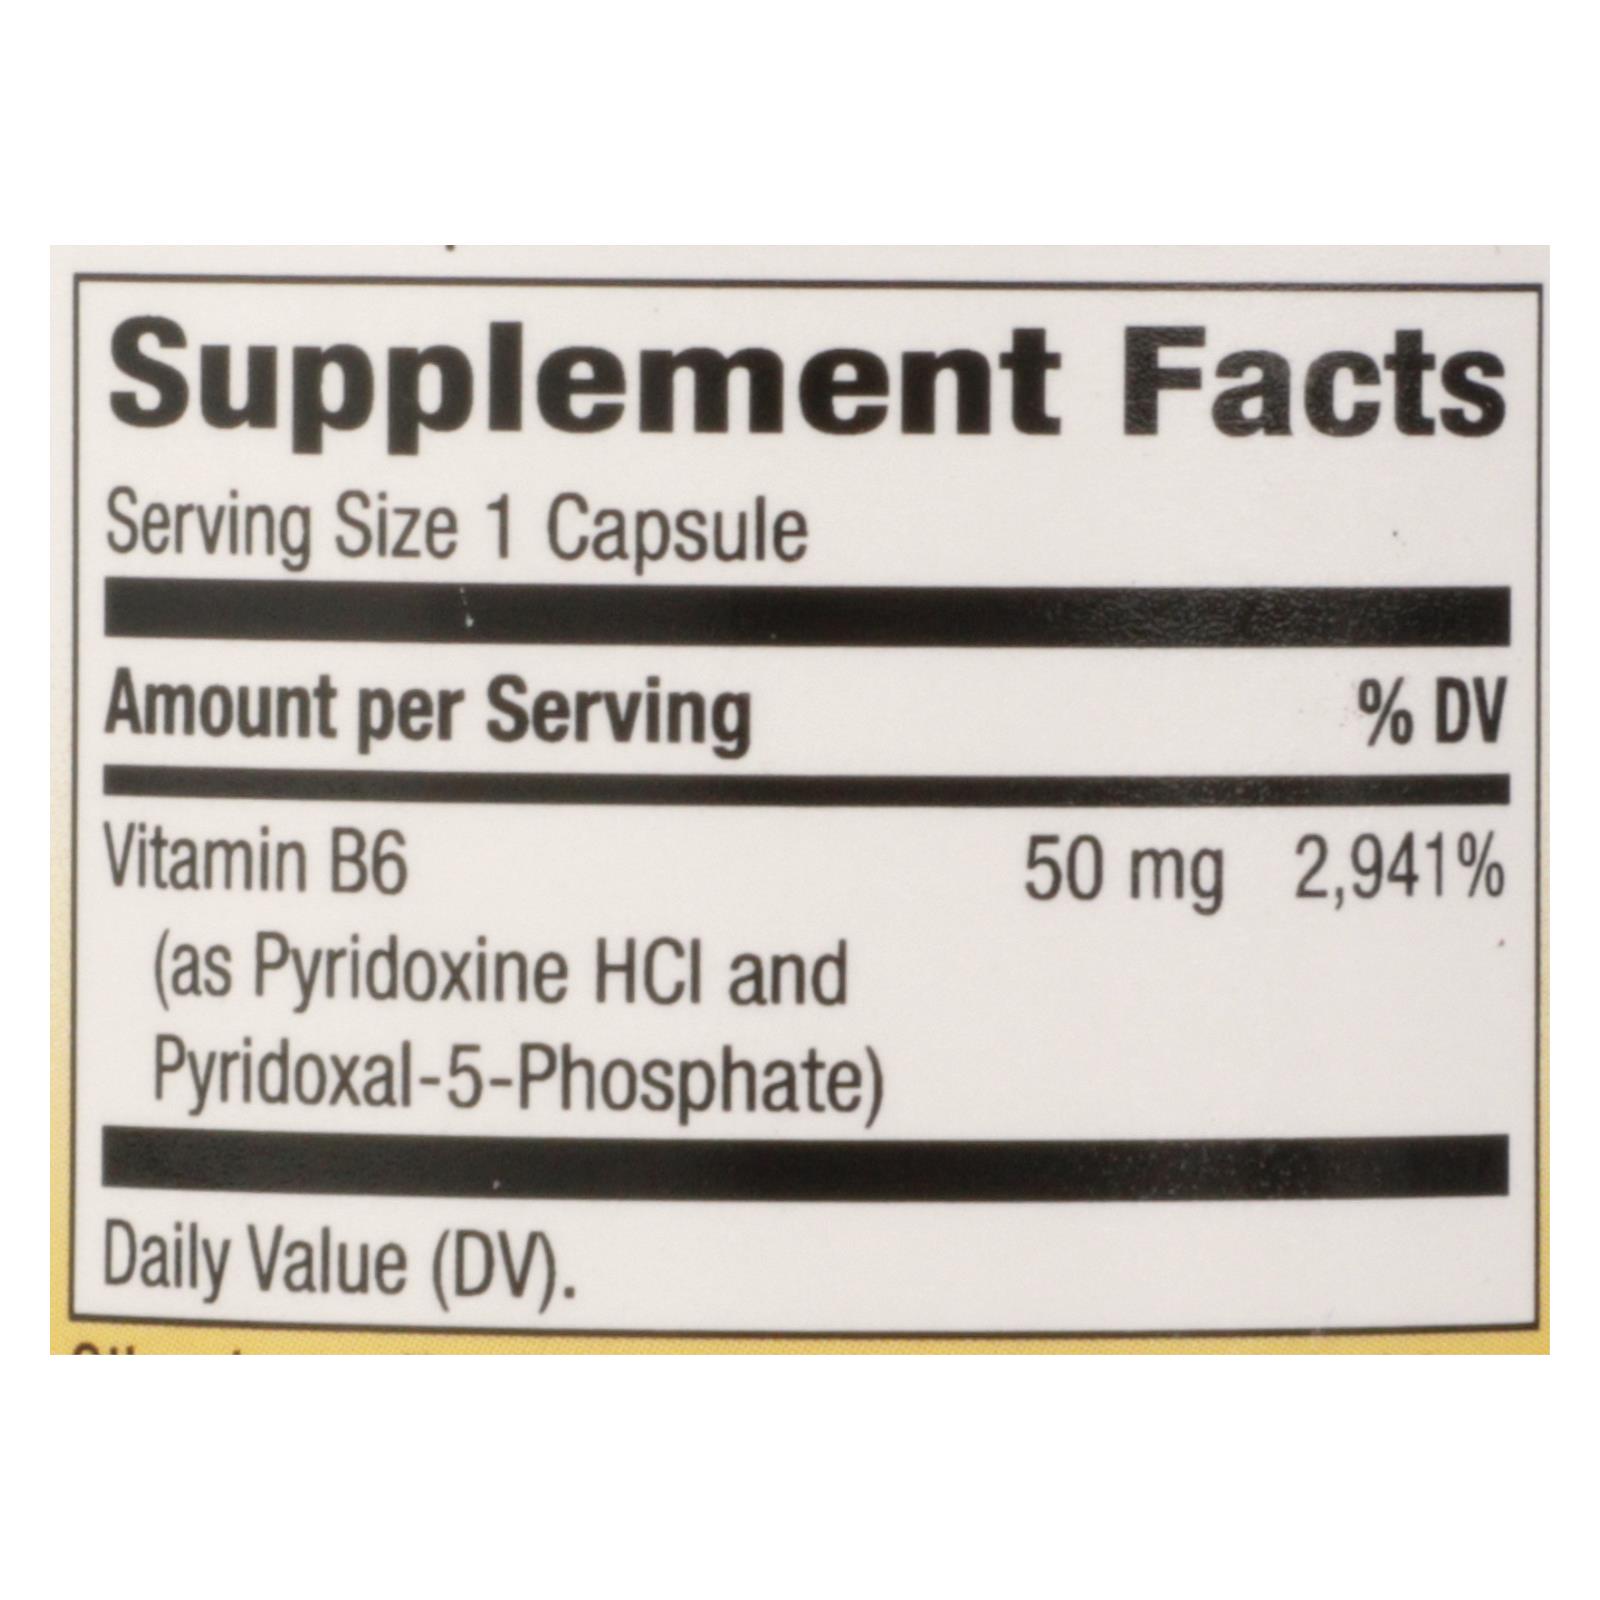 Supplement Facts
Serving Size 1 Capsule
Amount per Serving % DV
Vitamin B6 50 mg 2,941%
(as Pyridoxine HCl and
Pyridoxal-5-Phosphate)
Daily Value (DV).